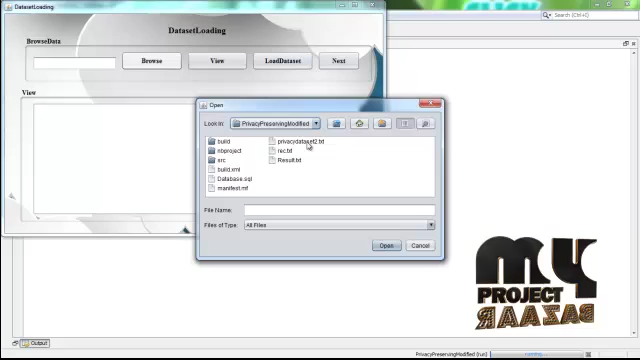 DatasetLoading
Search (Ctrl+I)
DatasetLoading
BrowseData
Browse
View
LoadDataset
Next
View
Open
Look In:
PrivacyPreservingModified
build
nbproject
src
build.xml
Database.sql
manifest.mf
privacydataset2.txt
rec.txt
Result.txt
File Name:
Files of Type:
All Files
Open
Cancel
MY
PROJECT
BAZAAR
Output
PrivacyPreservingModified (run)
running...